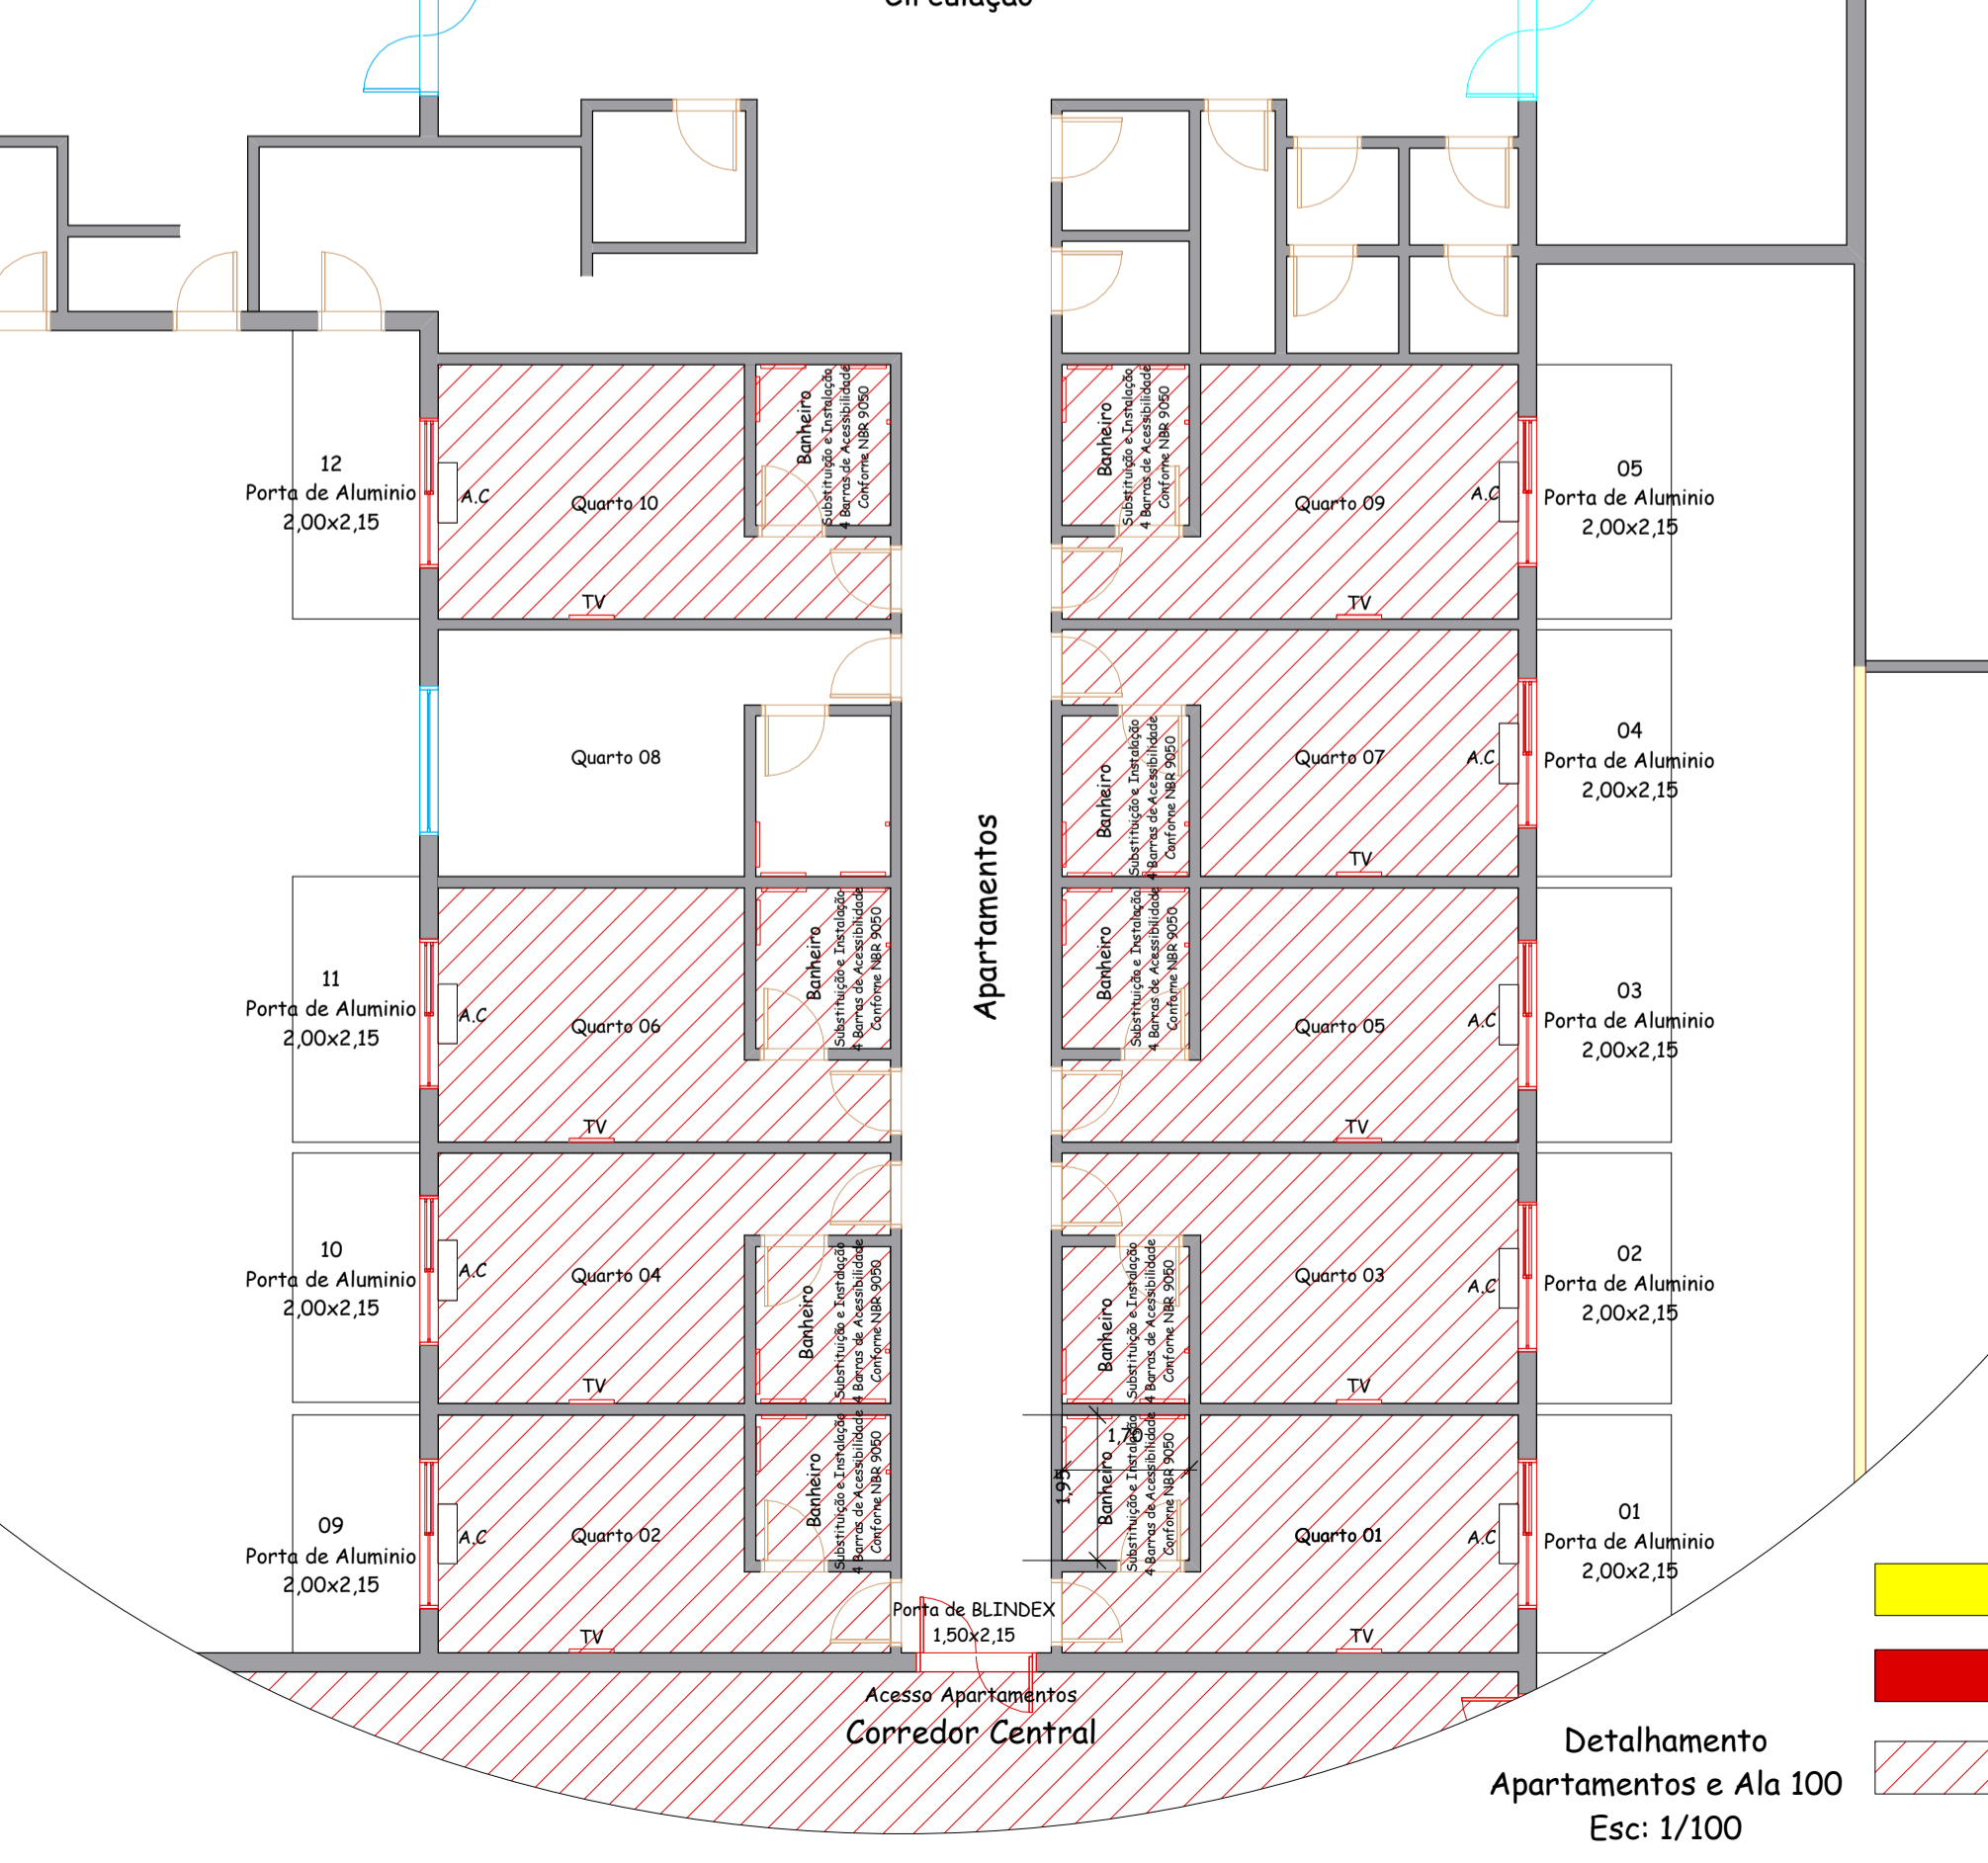 Circulação
12
Porta de Aluminio
2,00x2,15
A.C
Quarto 10
TV
Banheiro
Substituição e Instalação
4 Barras de Acessibilidade
Conforne NBR 9050
Banheiro
Substituição e Instalação
4 Barras de Acessibilidade
Conforne NBR 9050
Quarto 09
TV
A.C
05
Porta de Aluminio
2,00x2,15
Quarto 08
Apartamentos
Banheiro
Substituição e Instalação
4 Barras de Acessibilidade
Conforne NBR 9050
Quarto 07
TV
A.C
04
Porta de Aluminio
2,00x2,15
11
Porta de Aluminio
2,00x2,15
A.C
Quarto 06
TV
Banheiro
Substituição e Instalação
4 Barras de Acessibilidade
Conforne NBR 9050
Banheiro
Substituição e Instalação
4 Barras de Acessibilidade
Conforne NBR 9050
Quarto 05
TV
A.C
03
Porta de Aluminio
2,00x2,15
10
Porta de Aluminio
2,00x2,15
A.C
Quarto 04
TV
Banheiro
Substituição e Instalação
4 Barras de Acessibilidade
Conforne NBR 9050
Banheiro
Substituição e Instalação
4 Barras de Acessibilidade
Conforne NBR 9050
Quarto 03
TV
A.C
02
Porta de Aluminio
2,00x2,15
09
Porta de Aluminio
2,00x2,15
A.C
Quarto 02
TV
Banheiro
Substituição e Instalação
4 Barras de Acessibilidade
Conforne NBR 9050
1,70
1,95
Banheiro
Substituição e Instalação
4 Barras de Acessibilidade
Conforne NBR 9050
Quarto 01
TV
A.C
01
Porta de Aluminio
2,00x2,15
Porta de BLINDEX
1,50x2,15
Acesso Apartamentos
Corredor Central
Detalhamento
Apartamentos e Ala 100
Esc: 1/100